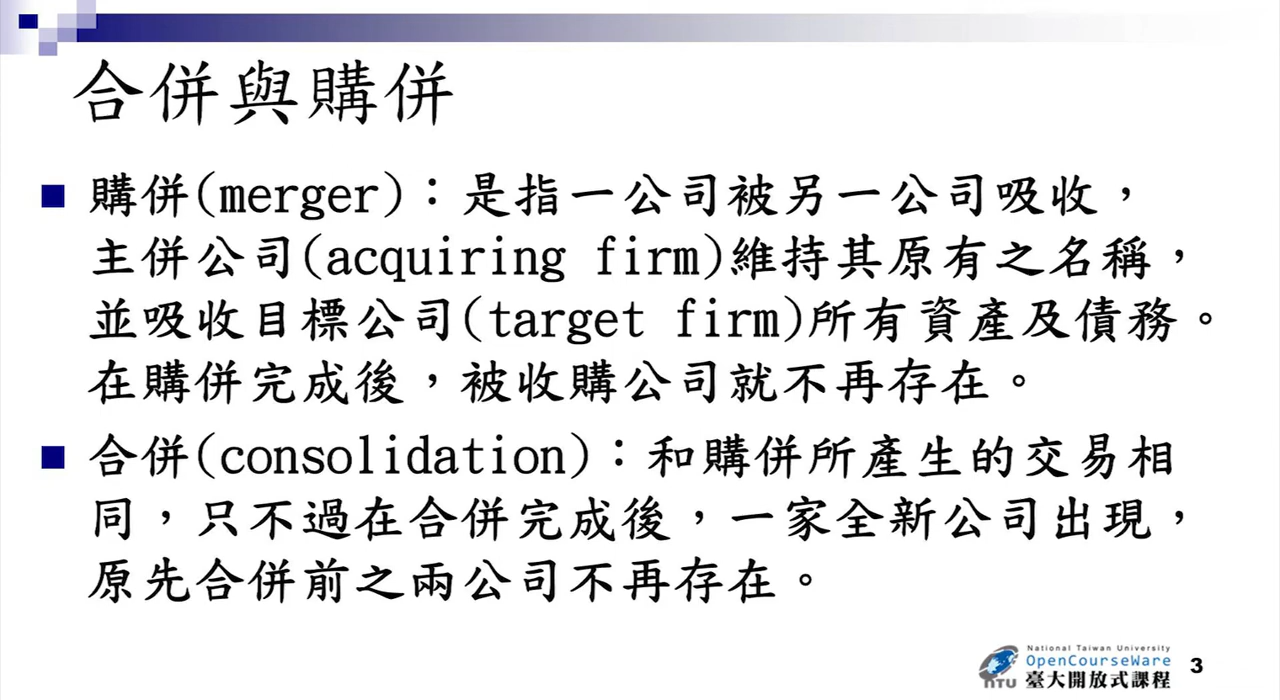 合併與購併
購併(merger)：是指一公司被另一公司吸收，
主併公司(acquiring firm)維持其原有之名稱，
並吸收目標公司(target firm)所有資產及債務。
在購併完成後，被收購公司就不再存在。
合併(consolidation)：和購併所產生的交易相
同，只不過在合併完成後，一家全新公司出現，
原先合併前之兩公司不再存在。
National Taiwan University
OpenCourseWare
NTU 臺大開放式課程
3